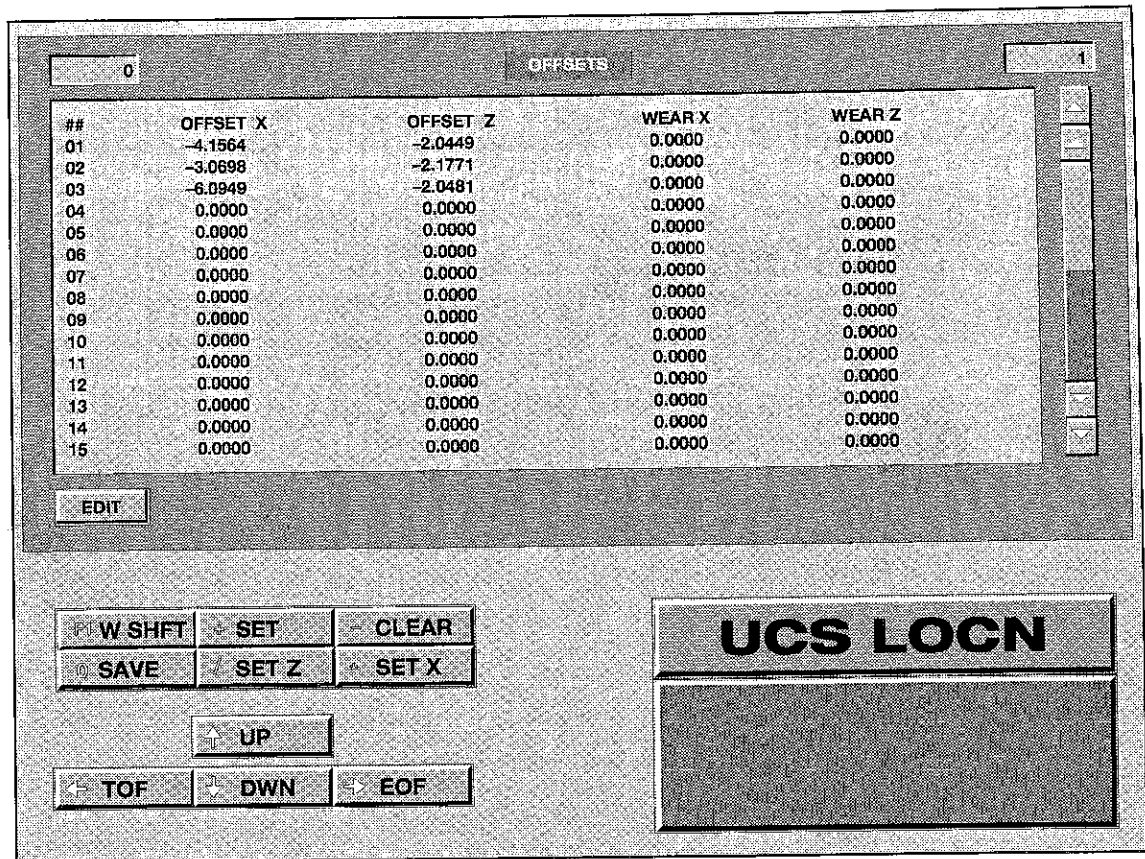 0 OFFSETS 1
## OFFSET X OFFSET Z WEAR X WEAR Z
01 –4.1564 –2.0449 0.0000 0.0000
02 –3.0698 –2.1771 0.0000 0.0000
03 –6.0949 –2.0481 0.0000 0.0000
04 0.0000 0.0000 0.0000 0.0000
05 0.0000 0.0000 0.0000 0.0000
06 0.0000 0.0000 0.0000 0.0000
07 0.0000 0.0000 0.0000 0.0000
08 0.0000 0.0000 0.0000 0.0000
09 0.0000 0.0000 0.0000 0.0000
10 0.0000 0.0000 0.0000 0.0000
11 0.0000 0.0000 0.0000 0.0000
12 0.0000 0.0000 0.0000 0.0000
13 0.0000 0.0000 0.0000 0.0000
14 0.0000 0.0000 0.0000 0.0000
15 0.0000 0.0000 0.0000 0.0000
EDIT
W SHFT + SET – CLEAR
SAVE / SET Z SET X
UP
TOF DWN EOF
UCS LOCN